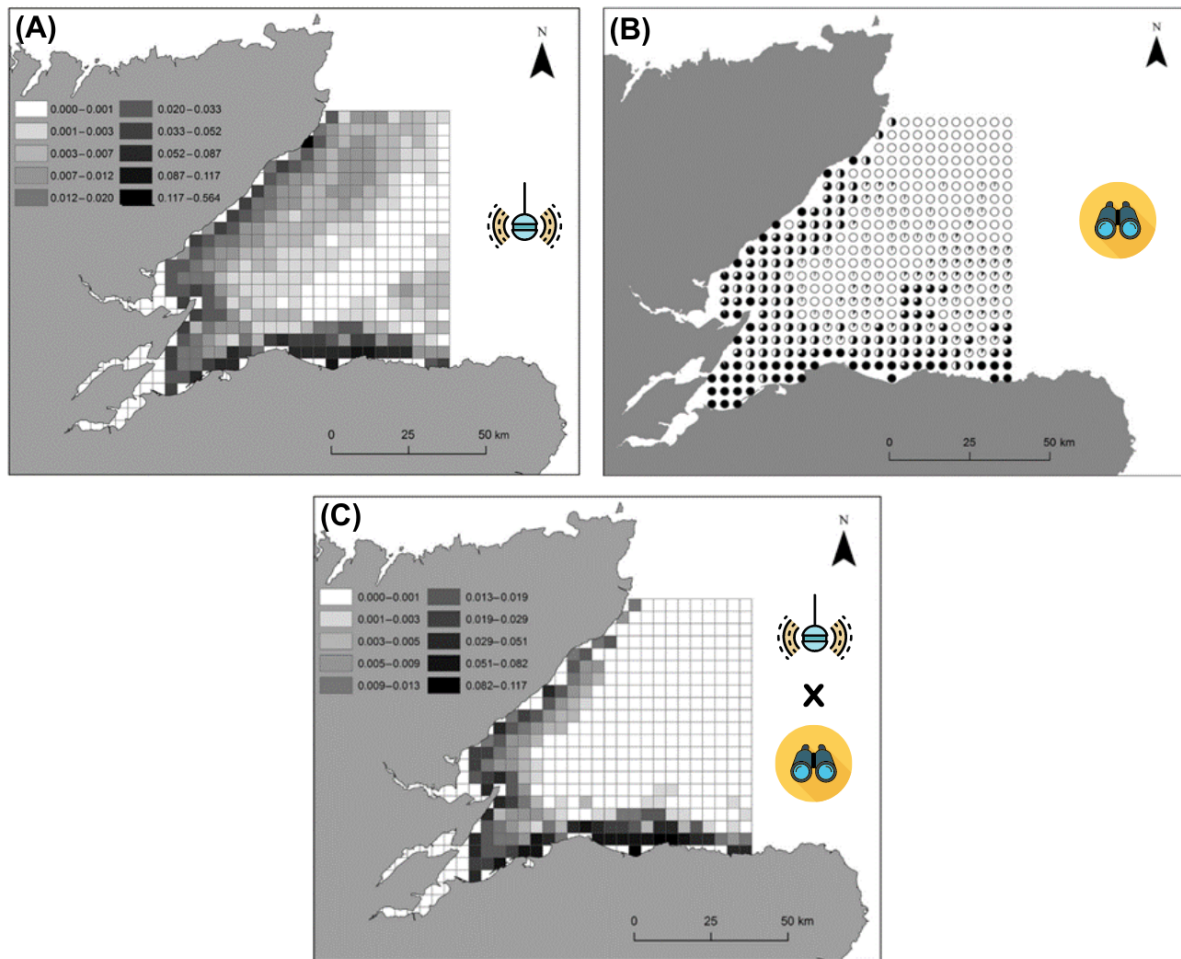 (A)
N
0.000–0.001 0.020–0.033
0.001–0.003 0.033–0.052
0.003–0.007 0.052–0.087
0.007–0.012 0.087–0.117
0.012–0.020 0.117–0.564
0 25 50 km
(B)
N
0 25 50 km
(C)
N
0.000–0.001 0.013–0.019
0.001–0.003 0.019–0.029
0.003–0.005 0.029–0.051
0.005–0.009 0.051–0.082
0.009–0.013 0.082–0.117
x
0 25 50 km